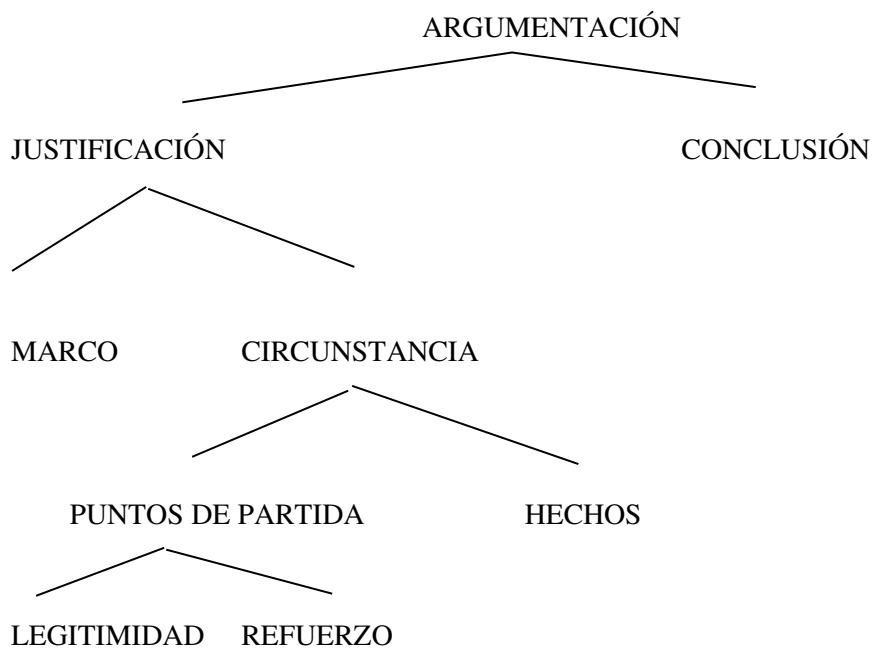 ARGUMENTACIÓN
JUSTIFICACIÓN CONCLUSIÓN
MARCO CIRCUNSTANCIA
PUNTOS DE PARTIDA HECHOS
LEGITIMIDAD REFUERZO